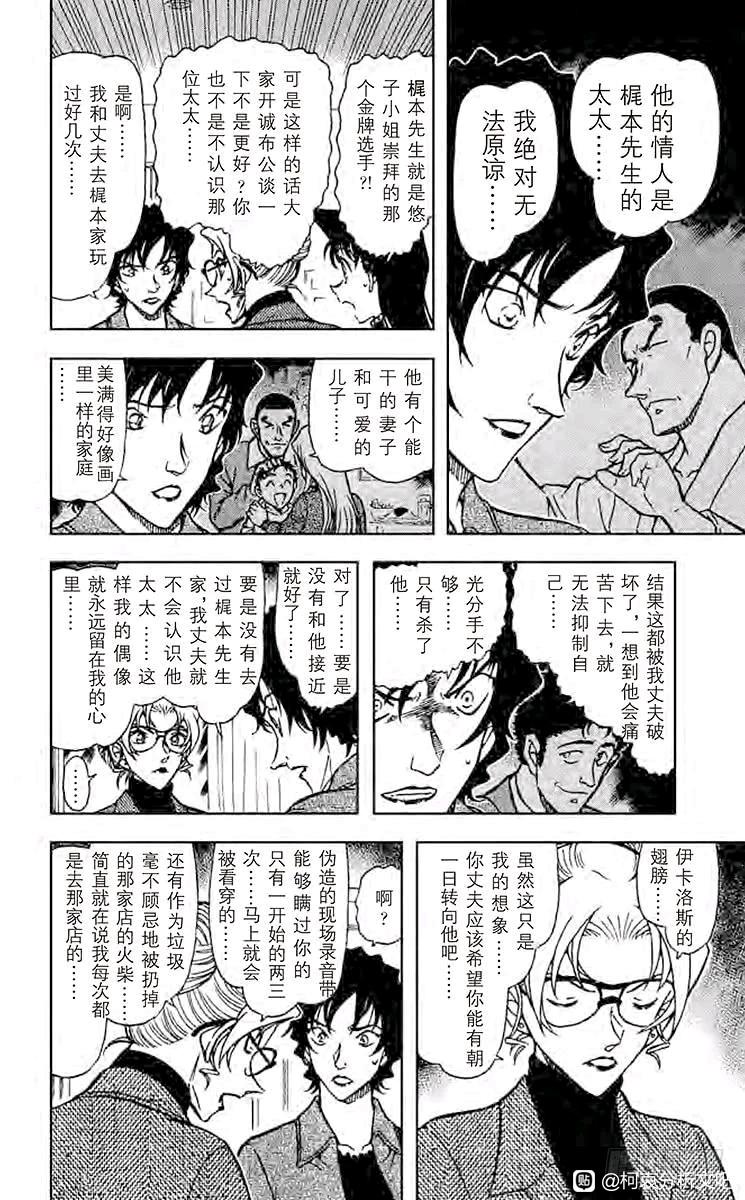 他的情人是
梶本先生的
太太……
我绝对无
法原谅……
梶本先生就是悠
子小姐崇拜的那
个金牌选手?!
可是这样的话大
家开诚布公谈一
下不是更好？你
也不是不认识那
位太太……
是啊……
我和丈夫去梶本家玩
过好几次……
他有个能
干的妻子
和可爱的
儿子……
美满得好像画
里一样的家庭
……
结果这都被我丈夫破
坏了，一想到他会痛
苦下去，就
无法抑制自
己……
光分手不
够……
只有杀了
他……
对了……要是
没有和他接近
就好了……
要是没有去
过梶本先生
家，我丈夫就
不会认识他
太太……这
样我的偶像
就永远留在我的心
里……
……
伊卡洛斯的
翅膀……
虽然这只是
我的想象……
你丈夫应该希望你能有朝
一日转向他吧……
啊?
伪造的现场录音带
能够瞒过你的
只有一开始的两三
次……马上就会
被看穿的……
还有作为垃圾
毫不顾忌地被扔掉
的那家店的火柴……
简直就在说我每次都
是去那家店的……
贴 @柯哀分析文吧